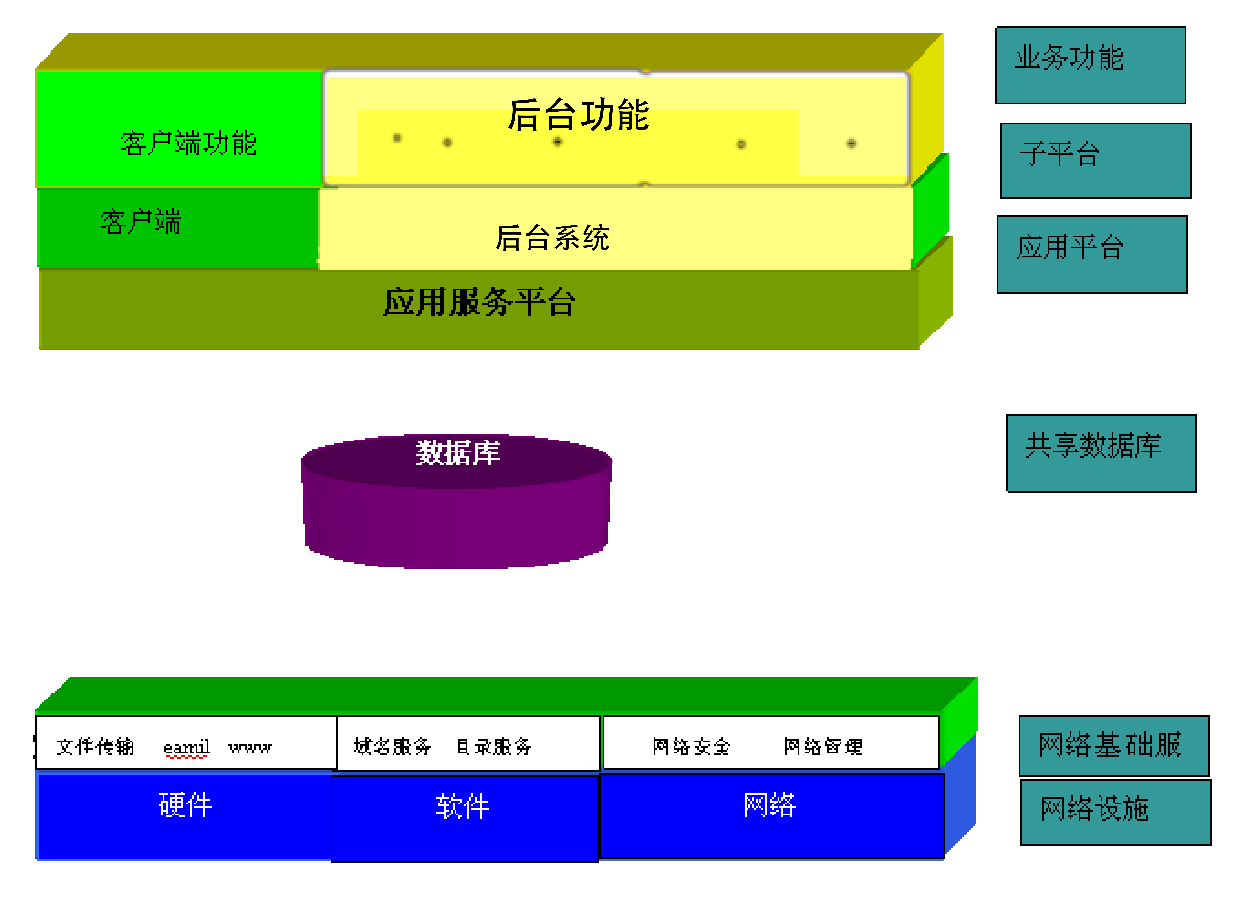 业务功能
后台功能
客户端功能
子平台
客户端
后台系统
应用平台
应用服务平台
数据库
共享数据库
文件传输 eamil www 域名服务 目录服务 网络安全 网络管理
网络基础服
硬件 软件 网络
网络设施